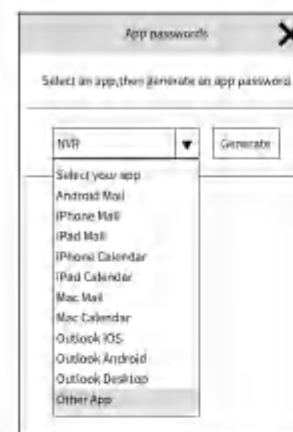 App passwords
Select an app,then generate an app password.
NVR
Generate
Select your app
Android Mail
iPhone Mail
iPad Mail
iPhone Calendar
iPad Calendar
Mac Mail
Mac Calendar
Outlook iOS
Outlook Android
Outlook Desktop
Other App